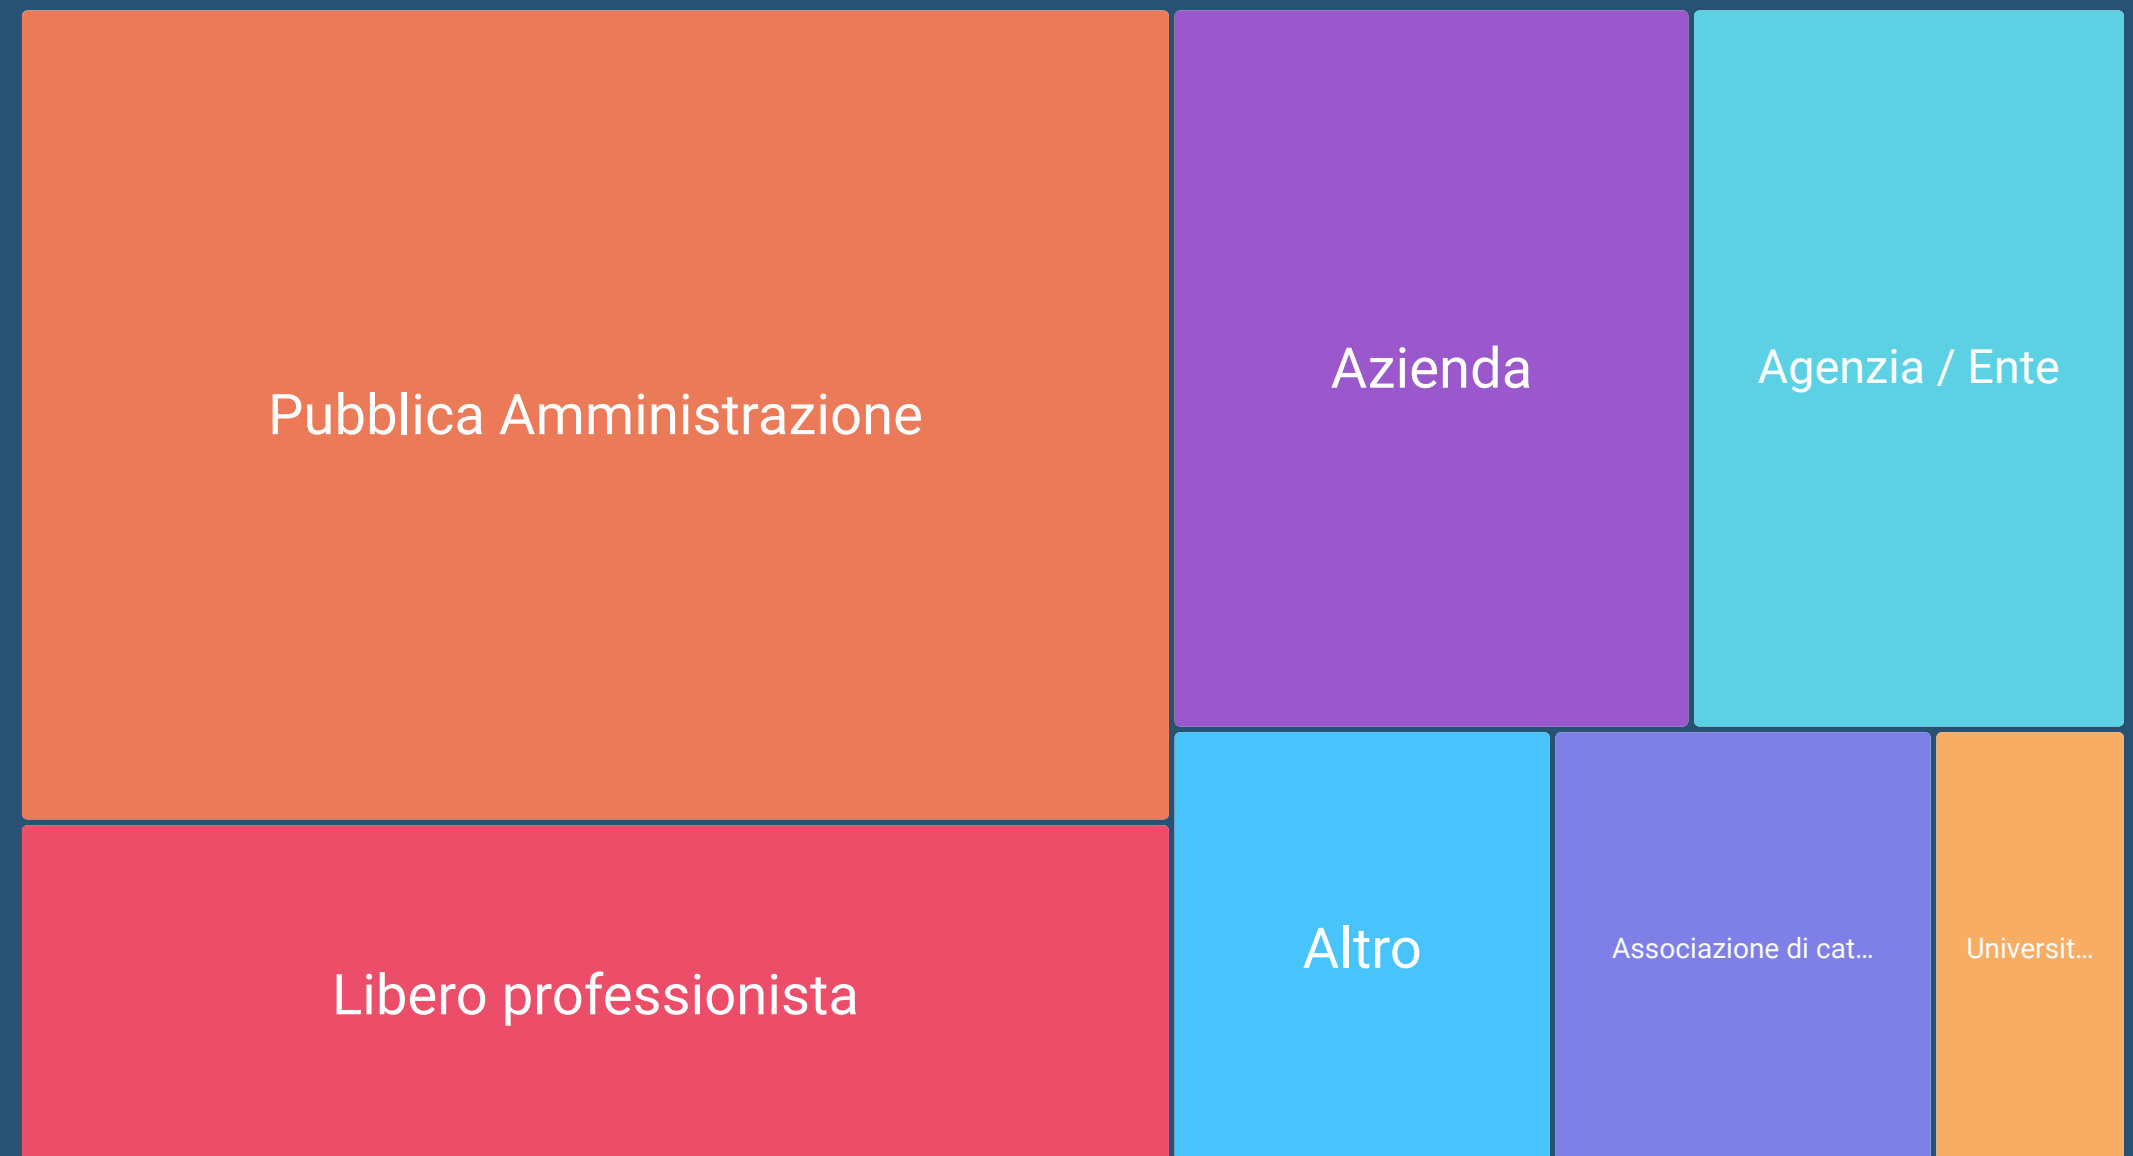 Pubblica Amministrazione
Azienda
Agenzia / Ente
Libero professionista
Altro
Associazione di cat...
Universit...